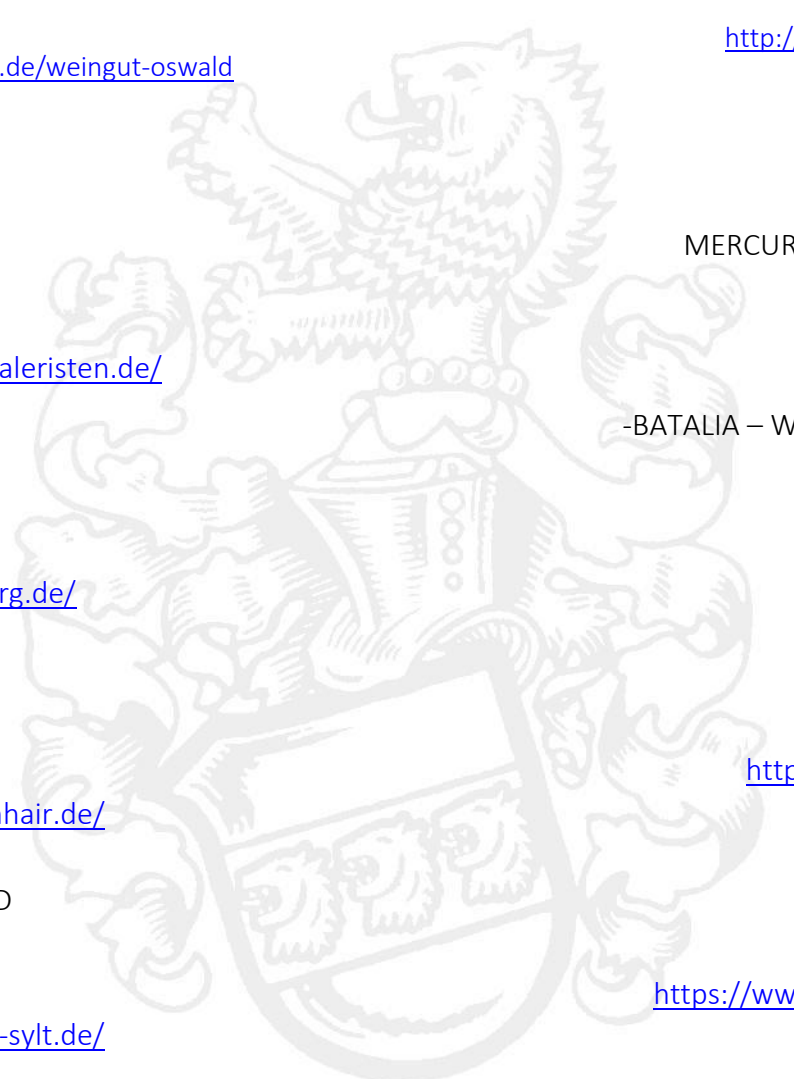 .de/weingut-oswald
aleristen.de/
rg.de/
hair.de/
D
-sylt.de/
http:/
MERCUR
-BATALIA – W
http
https://ww